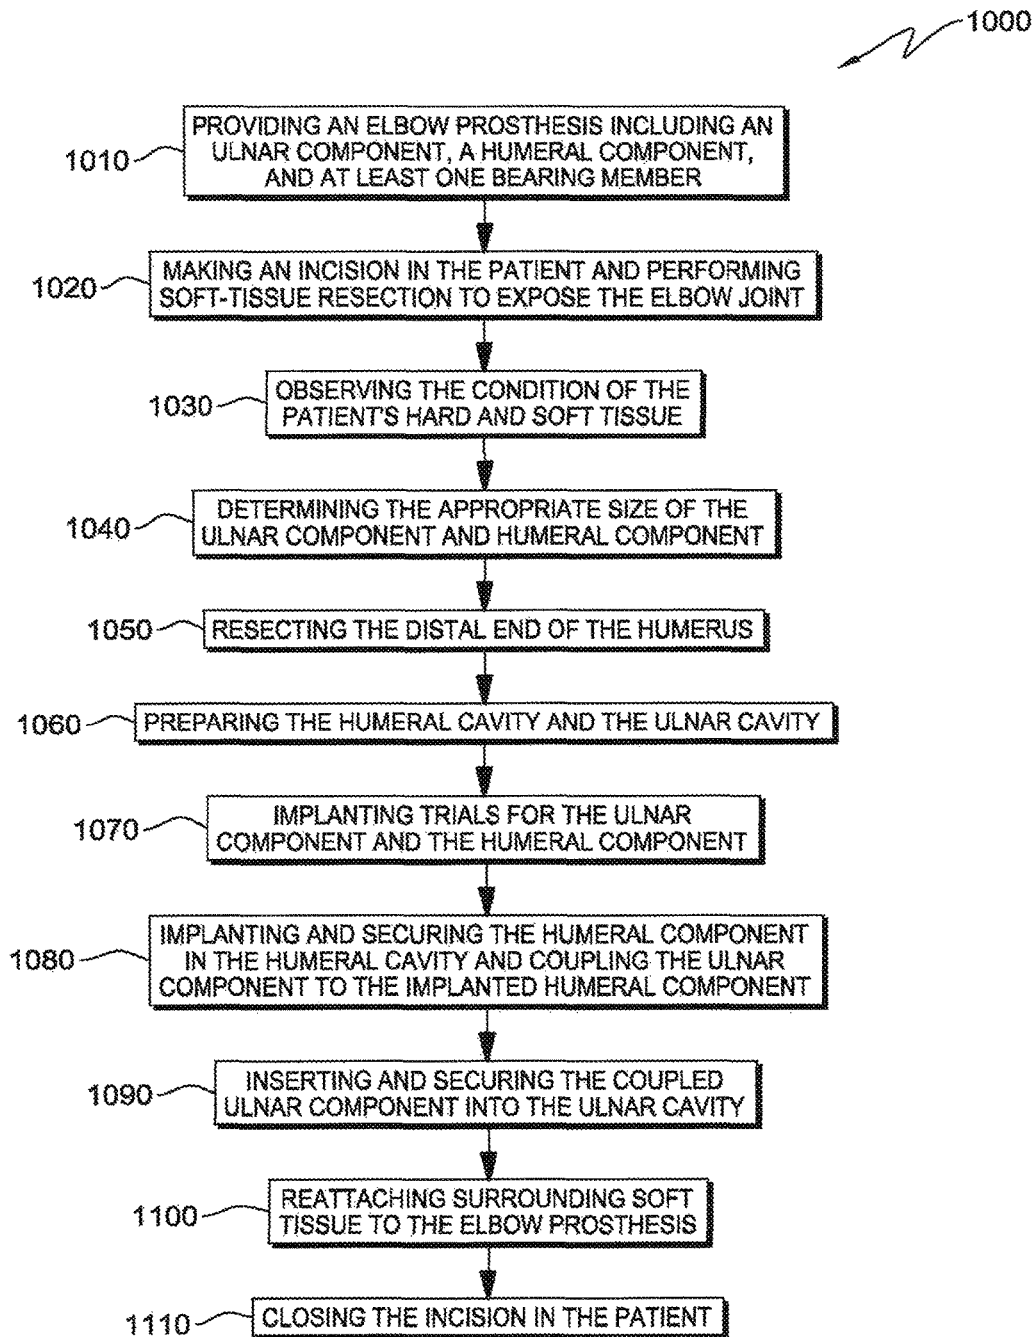 1000
1010
PROVIDING AN ELBOW PROSTHESIS INCLUDING AN
ULNAR COMPONENT, A HUMERAL COMPONENT,
AND AT LEAST ONE BEARING MEMBER
1020
MAKING AN INCISION IN THE PATIENT AND PERFORMING
SOFT-TISSUE RESECTION TO EXPOSE THE ELBOW JOINT
1030
OBSERVING THE CONDITION OF THE
PATIENT'S HARD AND SOFT TISSUE
1040
DETERMINING THE APPROPRIATE SIZE OF THE
ULNAR COMPONENT AND HUMERAL COMPONENT
1050
RESECTING THE DISTAL END OF THE HUMERUS
1060
PREPARING THE HUMERAL CAVITY AND THE ULNAR CAVITY
1070
IMPLANTING TRIALS FOR THE ULNAR
COMPONENT AND THE HUMERAL COMPONENT
1080
IMPLANTING AND SECURING THE HUMERAL COMPONENT
IN THE HUMERAL CAVITY AND COUPLING THE ULNAR
COMPONENT TO THE IMPLANTED HUMERAL COMPONENT
1090
INSERTING AND SECURING THE COUPLED
ULNAR COMPONENT INTO THE ULNAR CAVITY
1100
REATTACHING SURROUNDING SOFT
TISSUE TO THE ELBOW PROSTHESIS
1110
CLOSING THE INCISION IN THE PATIENT